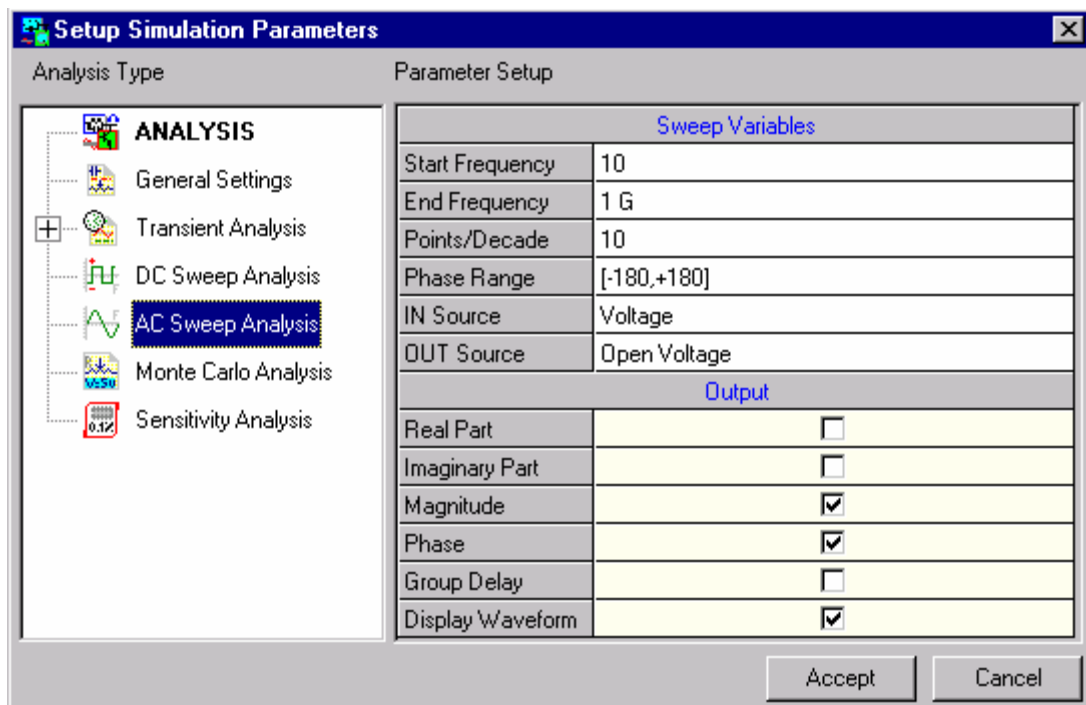 Setup Simulation Parameters
Analysis Type
ANALYSIS
General Settings
Transient Analysis
DC Sweep Analysis
AC Sweep Analysis
Monte Carlo Analysis
Sensitivity Analysis
Parameter Setup
Sweep Variables
Start Frequency 10
End Frequency 1 G
Points/Decade 10
Phase Range [-180,+180]
IN Source Voltage
OUT Source Open Voltage
Output
Real Part
Imaginary Part
Magnitude
Phase
Group Delay
Display Waveform
Accept Cancel